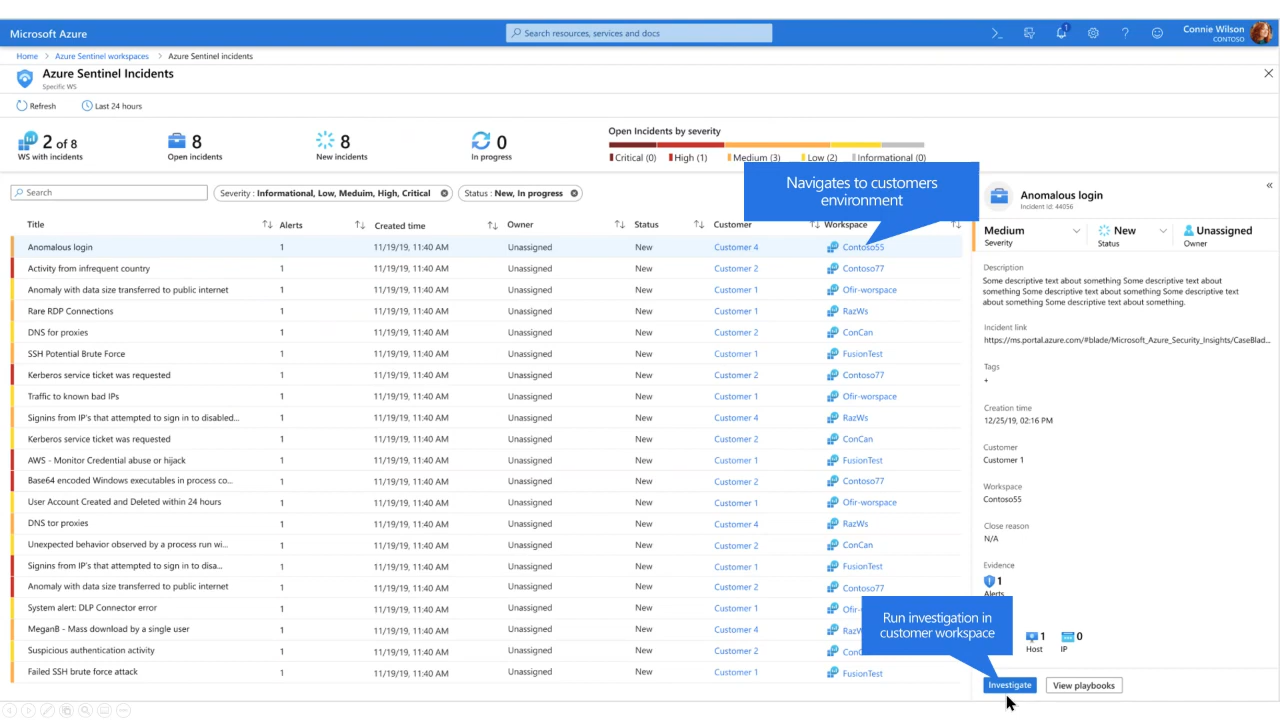 Microsoft Azure
Search resources, services and docs
1
Connie Wilson
CONTOSO
Home > Azure Sentinel workspaces > Azure Sentinel incidents
Azure Sentinel Incidents
Specific WS
Refresh Last 24 hours
2 of 8
WS with incidents
8
Open incidents
8
New incidents
0
In progress
Open Incidents by severity
Critical (0) High (1) Medium (3) Low (2) Informational (0)
Navigates to customers
environment
Search
Severity : Informational, Low, Meduim, High, Critical
Status : New, In progress
Title Alerts Created time Owner Status Customer Workspace
Anomalous login 1 11/19/19, 11:40 AM Unassigned New Customer 4 Contoso55
Activity from infrequent country 1 11/19/19, 11:40 AM Unassigned New Customer 2 Contoso77
Anomaly with data size transferred to public internet 1 11/19/19, 11:40 AM Unassigned New Customer 1 Ofir-worspace
Rare RDP Connections 1 11/19/19, 11:40 AM Unassigned New Customer 1 RazWs
DNS for proxies 1 11/19/19, 11:40 AM Unassigned New Customer 2 ConCan
SSH Potential Brute Force 1 11/19/19, 11:40 AM Unassigned New Customer 1 FusionTest
Kerberos service ticket was requested 1 11/19/19, 11:40 AM Unassigned New Customer 2 Contoso77
Traffic to known bad IPs 1 11/19/19, 11:40 AM Unassigned New Customer 1 Ofir-worspace
Signins from IP's that attempted to sign in to disabled... 1 11/19/19, 11:40 AM Unassigned New Customer 4 RazWs
Kerberos service ticket was requested 1 11/19/19, 11:40 AM Unassigned New Customer 2 ConCan
AWS - Monitor Credential abuse or hijack 1 11/19/19, 11:40 AM Unassigned New Customer 1 FusionTest
Base64 encoded Windows executables in process co... 1 11/19/19, 11:40 AM Unassigned New Customer 2 Contoso77
User Account Created and Deleted within 24 hours 1 11/19/19, 11:40 AM Unassigned New Customer 1 Ofir-worspace
DNS tor proxies 1 11/19/19, 11:40 AM Unassigned New Customer 4 RazWs
Unexpected behavior observed by a process run wi... 1 11/19/19, 11:40 AM Unassigned New Customer 2 ConCan
Signins from IP's that attempted to sign in to disa... 1 11/19/19, 11:40 AM Unassigned New Customer 1 FusionTest
Anomaly with data size transferred to public internet 1 11/19/19, 11:40 AM Unassigned New Customer 2 Contoso77
System alert: DLP Connector error 1 11/19/19, 11:40 AM Unassigned New Customer 1 Ofir-
MeganB - Mass download by a single user 1 11/19/19, 11:40 AM Unassigned New Customer 4
Suspicious authentication activity 1 11/19/19, 11:40 AM Unassigned New Customer 2
Failed SSH brute force attack 1 11/19/19, 11:40 AM Unassigned New Customer 1 FusionTest
Anomalous login
Incident Id: 44056
Medium
Severity
New
Status
Unassigned
Owner
Description
Some descriptive text about something Some descriptive text about
something Some descriptive text about something Some descriptive text
about something Some descriptive text about something.
Incident link
https://ms.portal.azure.com/#blade/Microsoft_Azure_Security_Insights/CaseBlad...
Tags
+
Creation time
12/25/19, 02:16 PM
Customer
Customer 1
Workspace
Contoso55
Close reason
N/A
Evidence
1
Alerts
Run investigation in
customer workspace
1
Host
0
IP
Investigate View playbooks